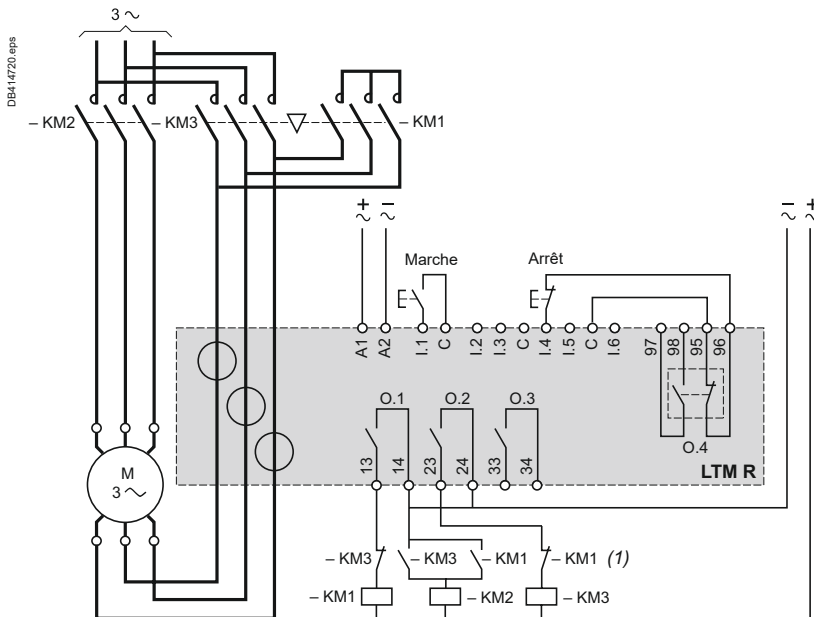 3 ~
DB414720.eps
– KM2
– KM3
– KM1
+ ~
– ~
– ~
+ ~
Marche
Arrêt
A1
A2
I.1
C
I.2
I.3
C
I.4
I.5
C
I.6
97
98
95
96
O.1
O.2
O.3
O.4
13
14
23
24
33
34
LTM R
M
3 ~
– KM3
– KM3
– KM1
– KM1 (1)
– KM1
– KM2
– KM3